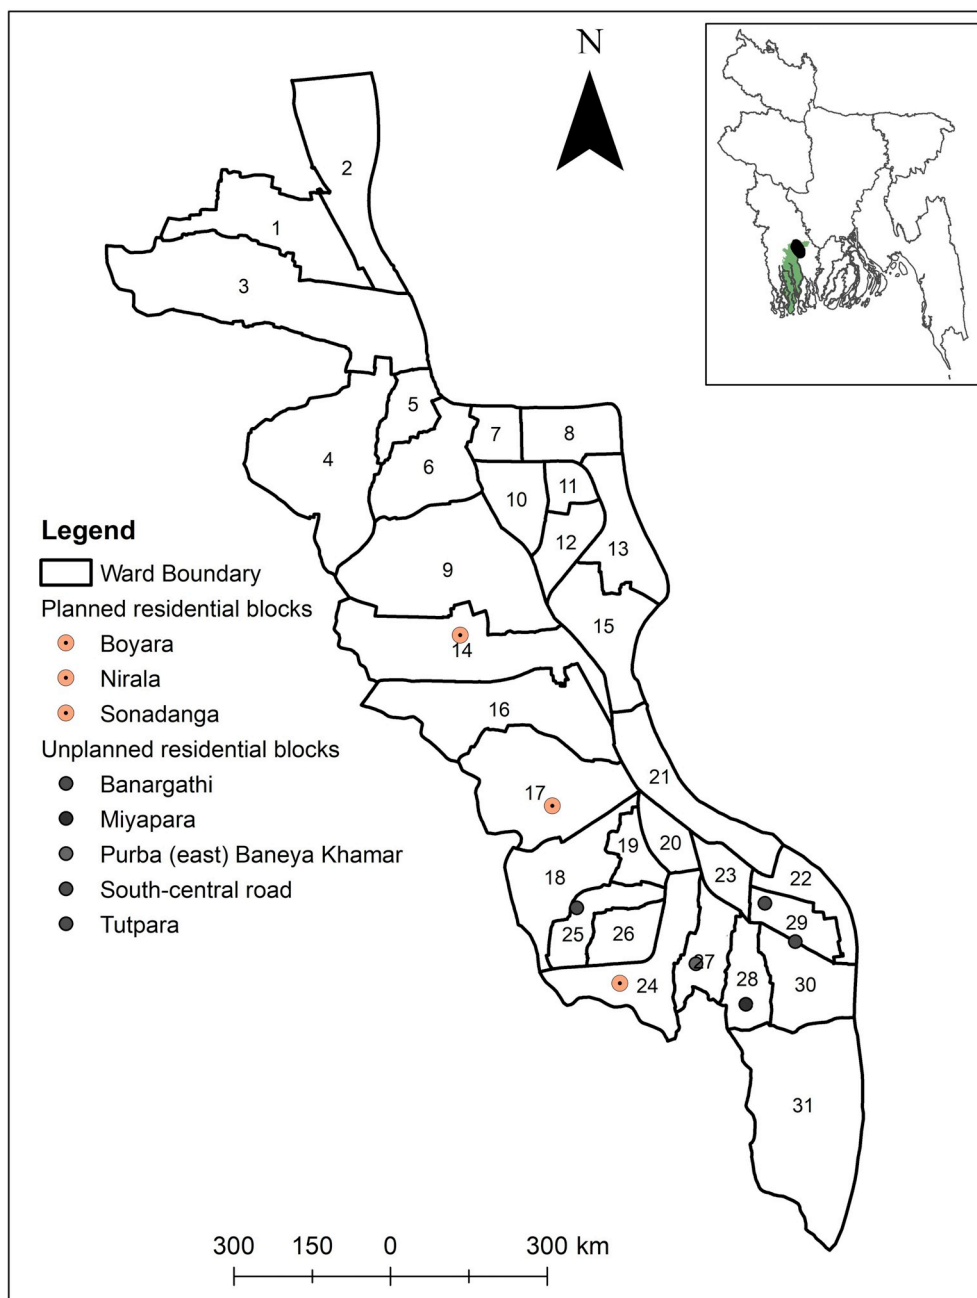 N
2
1
3
5
7
8
4
6
10
11
12
13
9
15
14
16
21
17
20
19
18
23
22
29
25
26
27
28
24
30
31
Legend
Ward Boundary
Planned residential blocks
Boyara
Nirala
Sonadanga
Unplanned residential blocks
Banargathi
Miyapara
Purba (east) Baneya Khamar
South-central road
Tutpara
300 150 0 300 km